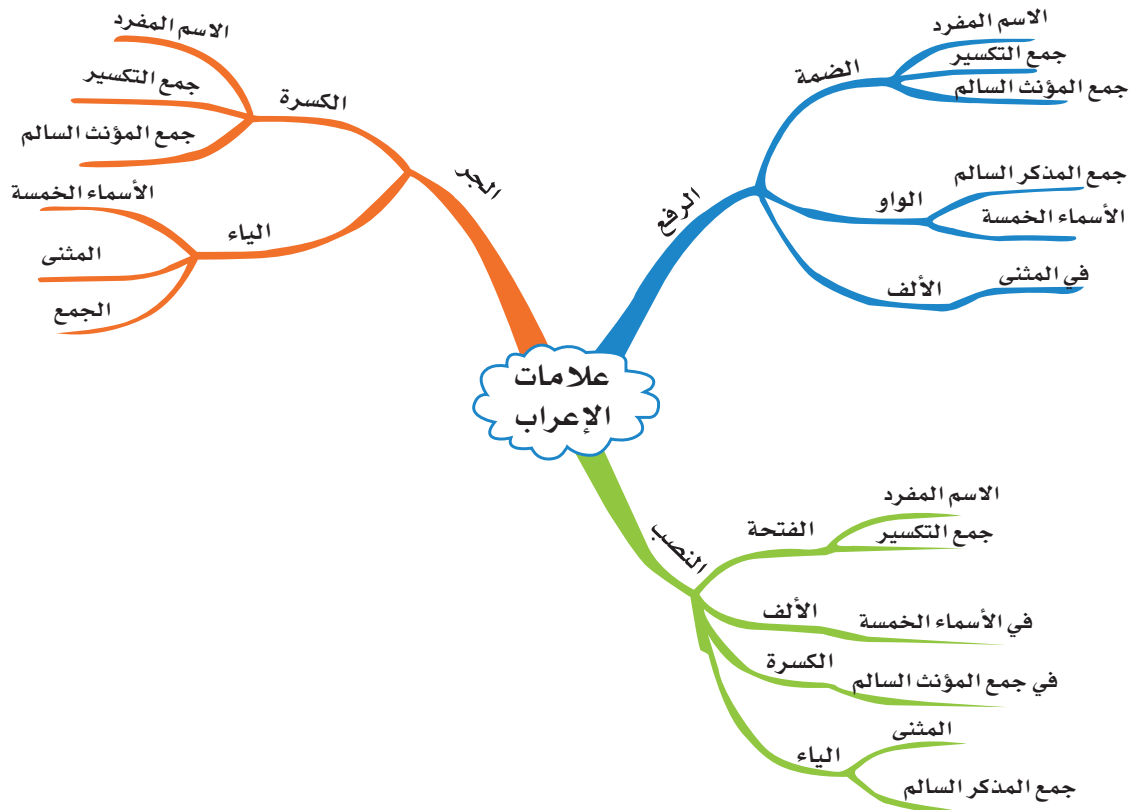 علامات
الإعراب
الرفع
الضمة
الاسم المفرد
جمع التكسير
جمع المؤنث السالم
الواو
جمع المذكر السالم
الأسماء الخمسة
الألف
في المثنى
النصب
الفتحة
الاسم المفرد
جمع التكسير
الألف
في الأسماء الخمسة
الكسرة
في جمع المؤنث السالم
الياء
المثنى
جمع المذكر السالم
الجر
الكسرة
الاسم المفرد
جمع التكسير
جمع المؤنث السالم
الياء
الأسماء الخمسة
المثنى
الجمع